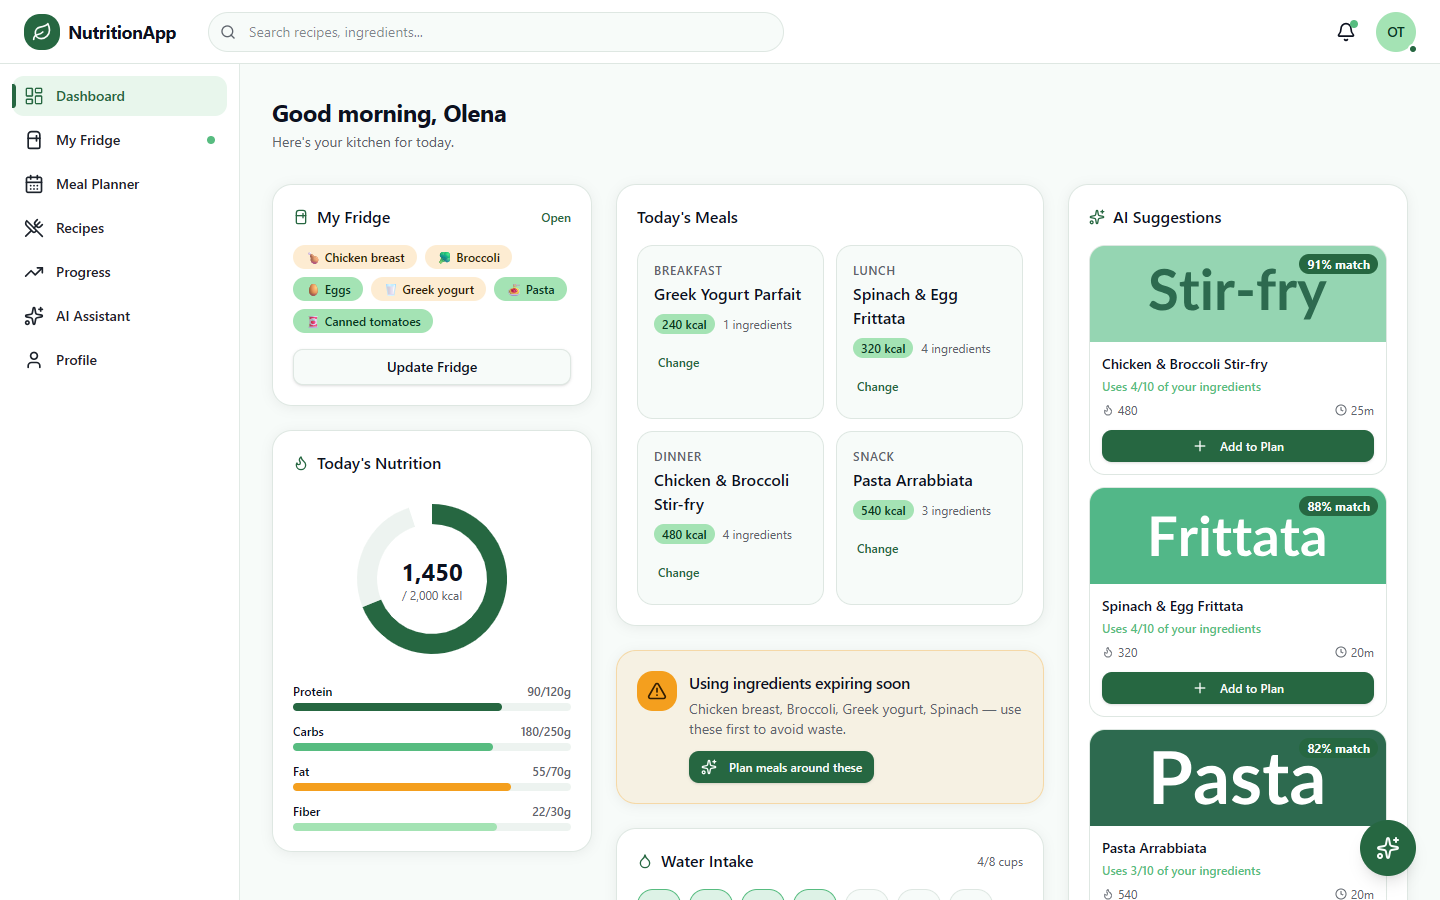 NutritionApp
Search recipes, ingredients...
OT
Dashboard
My Fridge
Meal Planner
Recipes
Progress
AI Assistant
Profile
Good morning, Olena
Here's your kitchen for today.
My Fridge
Open
Chicken breast
Broccoli
Eggs
Greek yogurt
Pasta
Canned tomatoes
Update Fridge
Today's Nutrition
1,450
/ 2,000 kcal
Protein
90/120g
Carbs
180/250g
Fat
55/70g
Fiber
22/30g
Today's Meals
BREAKFAST
Greek Yogurt Parfait
240 kcal
1 ingredients
Change
LUNCH
Spinach & Egg
Frittata
320 kcal
4 ingredients
Change
DINNER
Chicken & Broccoli
Stir-fry
480 kcal
4 ingredients
Change
SNACK
Pasta Arrabbiata
540 kcal
3 ingredients
Change
Using ingredients expiring soon
Chicken breast, Broccoli, Greek yogurt, Spinach — use
these first to avoid waste.
Plan meals around these
Water Intake
4/8 cups
AI Suggestions
91% match
Stir-fry
Chicken & Broccoli Stir-fry
Uses 4/10 of your ingredients
480
25m
Add to Plan
88% match
Frittata
Spinach & Egg Frittata
Uses 4/10 of your ingredients
320
20m
Add to Plan
82% match
Pasta
Pasta Arrabbiata
Uses 3/10 of your ingredients
540
20m